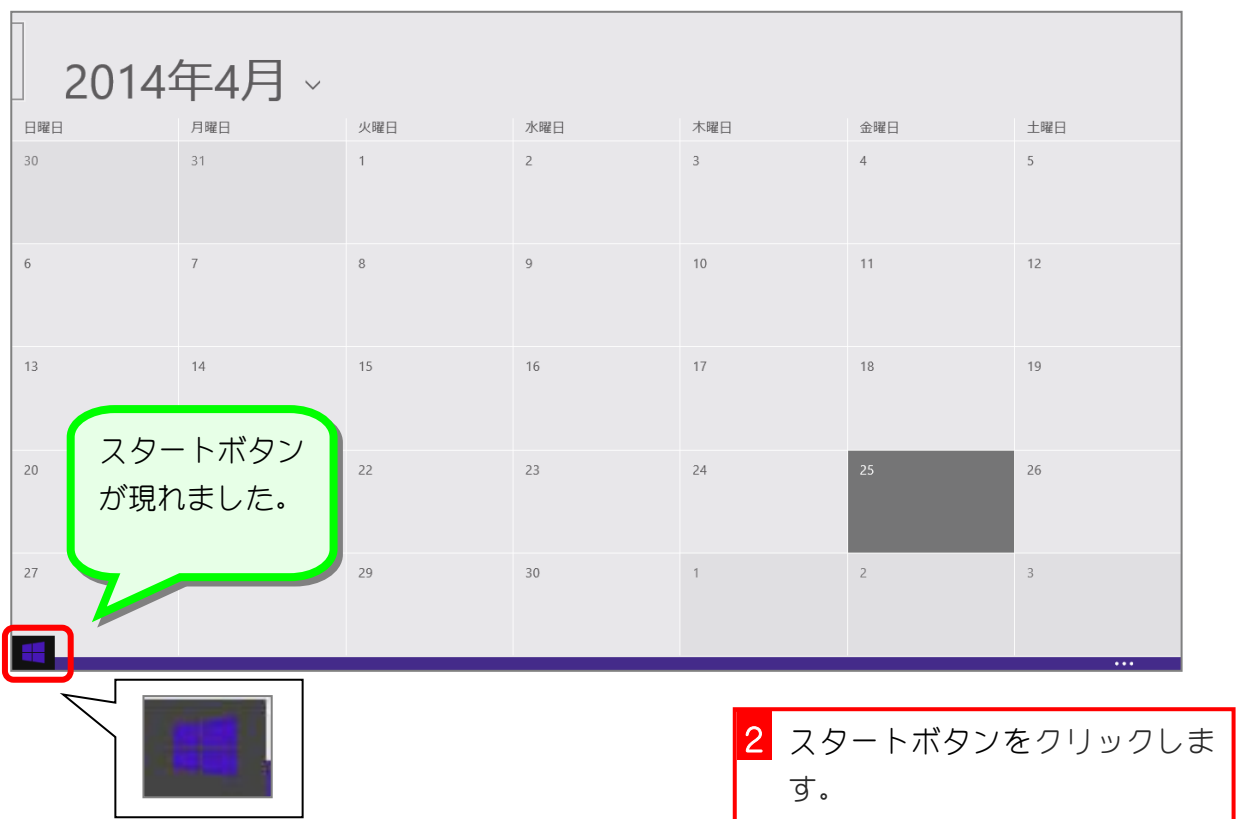 2014年4月
日曜日 月曜日 火曜日 水曜日 木曜日 金曜日 土曜日
30 31 1 2 3 4 5
6 7 8 9 10 11 12
13 14 15 16 17 18 19
20 22 23 24 25 26
27 29 30 1 2 3
スタートボタン
が現れました。
2 スタートボタンをクリックしま
す。